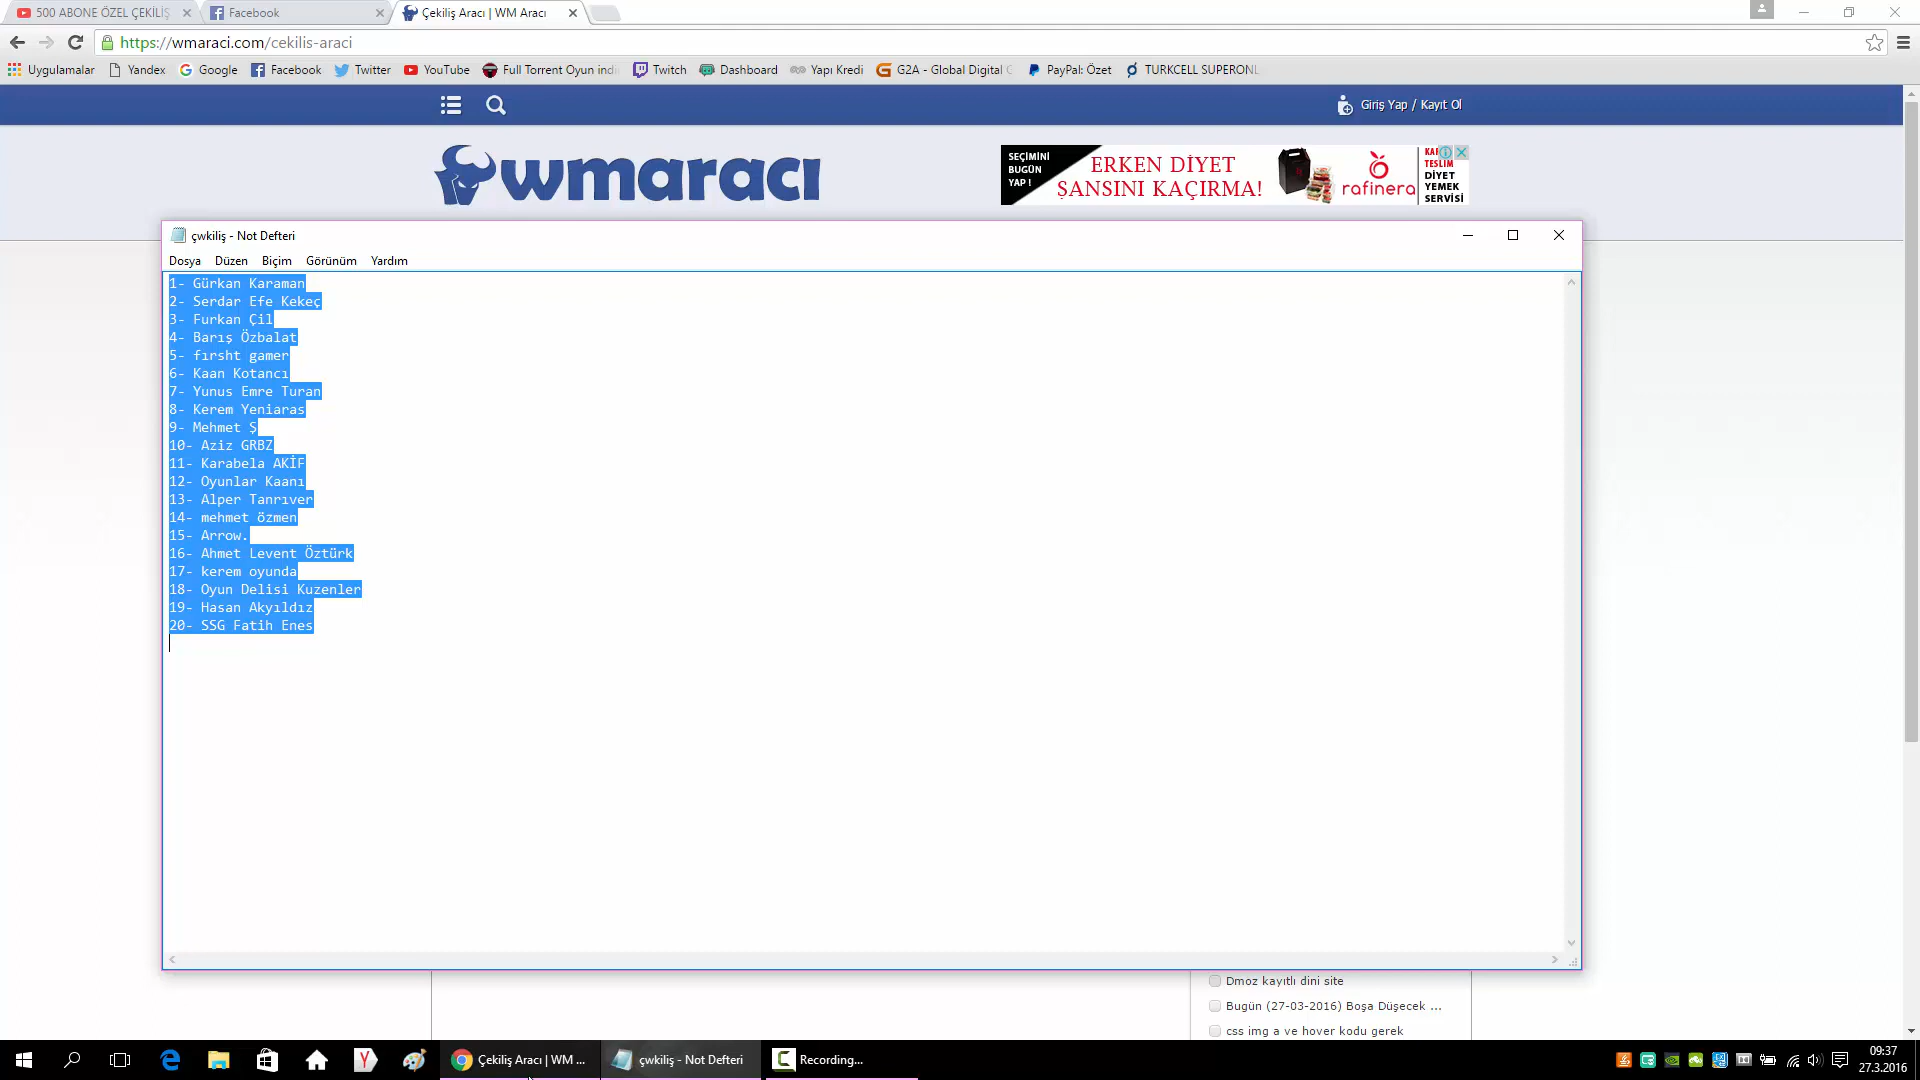 500 ABONE ÖZEL ÇEKİLİŞ
Facebook
Çekiliş Aracı | WM Aracı
https://wmaraci.com/cekilis-araci
Uygulamalar
Yandex
Google
Facebook
Twitter
YouTube
Full Torrent Oyun indi
Twitch
Dashboard
Yapı Kredi
G2A - Global Digital
PayPal: Özet
TURKCELL SUPERONL
Giriş Yap / Kayıt Ol
wmaracı
SEÇİMİNİ
BUGÜN
YAP !
ERKEN DİYET
ŞANSINI KAÇIRMA!
rafinera
TESLİM
DİYET
YEMEK
SERVİSİ
çwkiliş - Not Defteri
Dosya Düzen Biçim Görünüm Yardım
1- Gürkan Karaman
2- Serdar Efe Kekeç
3- Furkan Çil
4- Barış Özbalat
5- fırsht gamer
6- Kaan Kotancı
7- Yunus Emre Turan
8- Kerem Yeniaras
9- Mehmet Ş
10- Aziz GRBZ
11- Karabela AKİF
12- Oyunlar Kaanı
13- Alper Tanrıver
14- mehmet özmen
15- Arrow.
16- Ahmet Levent Öztürk
17- kerem oyunda
18- Oyun Delisi Kuzenler
19- Hasan Akyıldız
20- SSG Fatih Enes
Dmoz kayıtlı dini site
Bugün (27-03-2016) Boşa Düşecek ...
css img a ve hover kodu gerek
Çekiliş Aracı | WM ...
çwkiliş - Not Defteri
Recording...
09:37
27.3.2016